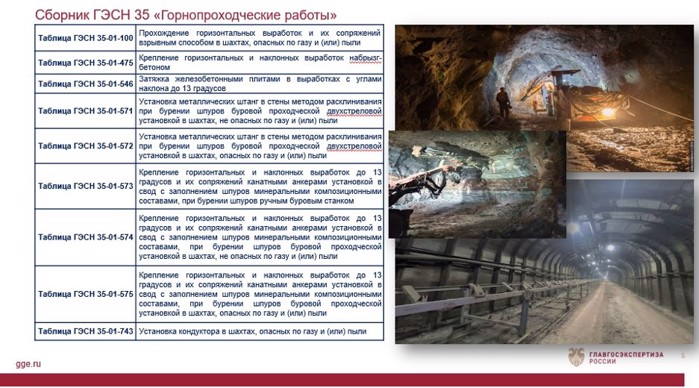 Сборник ГЭСН 35 «Горнопроходческие работы»
Таблица ГЭСН 35-01-100
Прохождение горизонтальных выработок и их сопряжений
взрывным способом в шахтах, опасных по газу и (или) пыли
Таблица ГЭСН 35-01-475
Крепление горизонтальных и наклонных выработок набрызг-
бетоном
Таблица ГЭСН 35-01-546
Затяжка железобетонными плитами в выработках с углами
наклона до 13 градусов
Таблица ГЭСН 35-01-571
Установка металлических штанг в стены методом расклинивания
при бурении шпуров буровой проходческой двухстреловой
установкой в шахтах, не опасных по газу и (или) пыли
Таблица ГЭСН 35-01-572
Установка металлических штанг в стены методом расклинивания
при бурении шпуров буровой проходческой двухстреловой
установкой в шахтах, опасных по газу и (или) пыли
Таблица ГЭСН 35-01-573
Крепление горизонтальных и наклонных выработок до 13
градусов и их сопряжений канатными анкерами установкой в
свод с заполнением шпуров минеральными композиционными
составами, при бурении шпуров ручным буровым станком
Таблица ГЭСН 35-01-574
Крепление горизонтальных и наклонных выработок до 13
градусов и их сопряжений канатными анкерами установкой в
свод с заполнением шпуров минеральными композиционными
составами, при бурении шпуров буровой проходческой
установкой в шахтах, не опасных по газу и (или) пыли
Таблица ГЭСН 35-01-575
Крепление горизонтальных и наклонных выработок до 13
градусов и их сопряжений канатными анкерами установкой в
свод с заполнением шпуров минеральными композиционными
составами, при бурении шпуров буровой проходческой
установкой в шахтах, опасных по газу и (или) пыли
Таблица ГЭСН 35-01-743
Установка кондуктора в шахтах, опасных по газу и (или) пыли
gge.ru
ГЛАВГОСЭКСПЕРТИЗА
РОССИИ